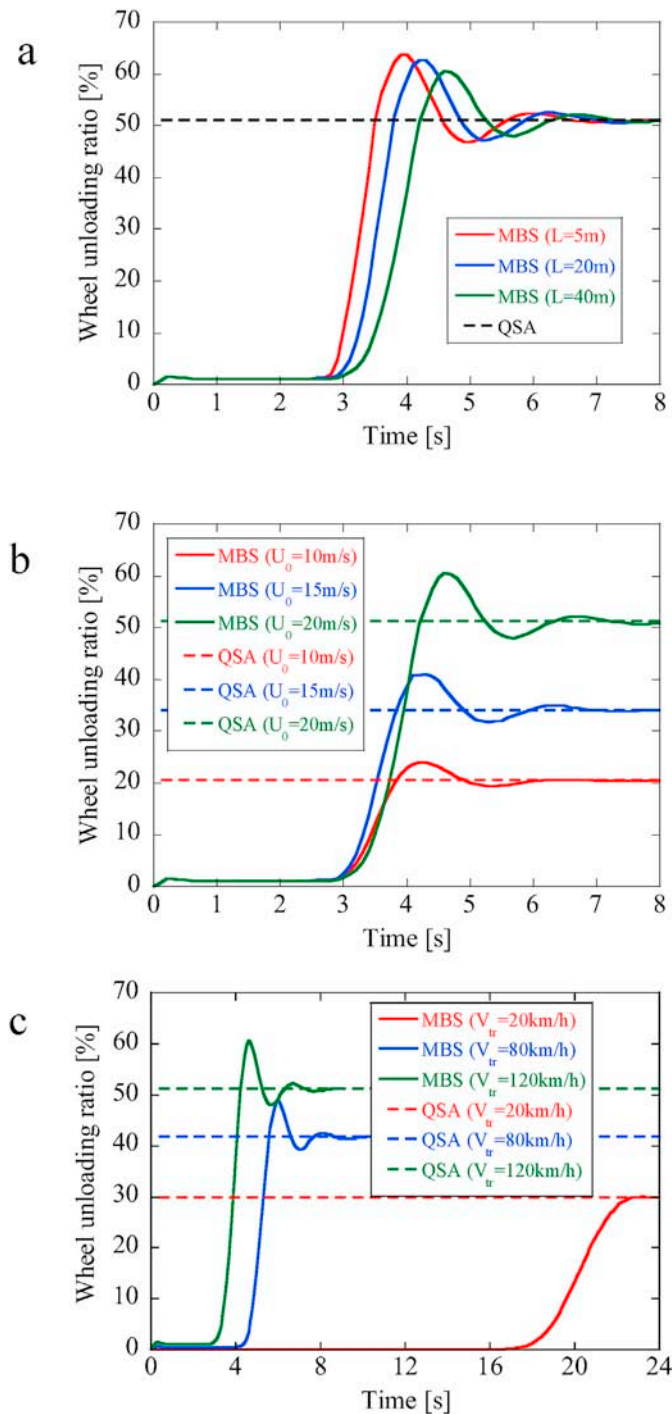 a
Wheel unloading ratio [%]
70
60
50
40
30
20
10
0
MBS (L=5m)
MBS (L=20m)
MBS (L=40m)
QSA
0 1 2 3 4 5 6 7 8
Time [s]
b
Wheel unloading ratio [%]
70
60
50
40
30
20
10
0
MBS (U0=10m/s)
MBS (U0=15m/s)
MBS (U0=20m/s)
QSA (U0=10m/s)
QSA (U0=15m/s)
QSA (U0=20m/s)
0 1 2 3 4 5 6 7 8
Time [s]
c
Wheel unloading ratio [%]
70
60
50
40
30
20
10
0
MBS (Vtr=20km/h)
MBS (Vtr=80km/h)
MBS (Vtr=120km/h)
QSA (Vtr=20km/h)
QSA (Vtr=80km/h)
QSA (Vtr=120km/h)
0 4 8 12 16 20 24
Time [s]